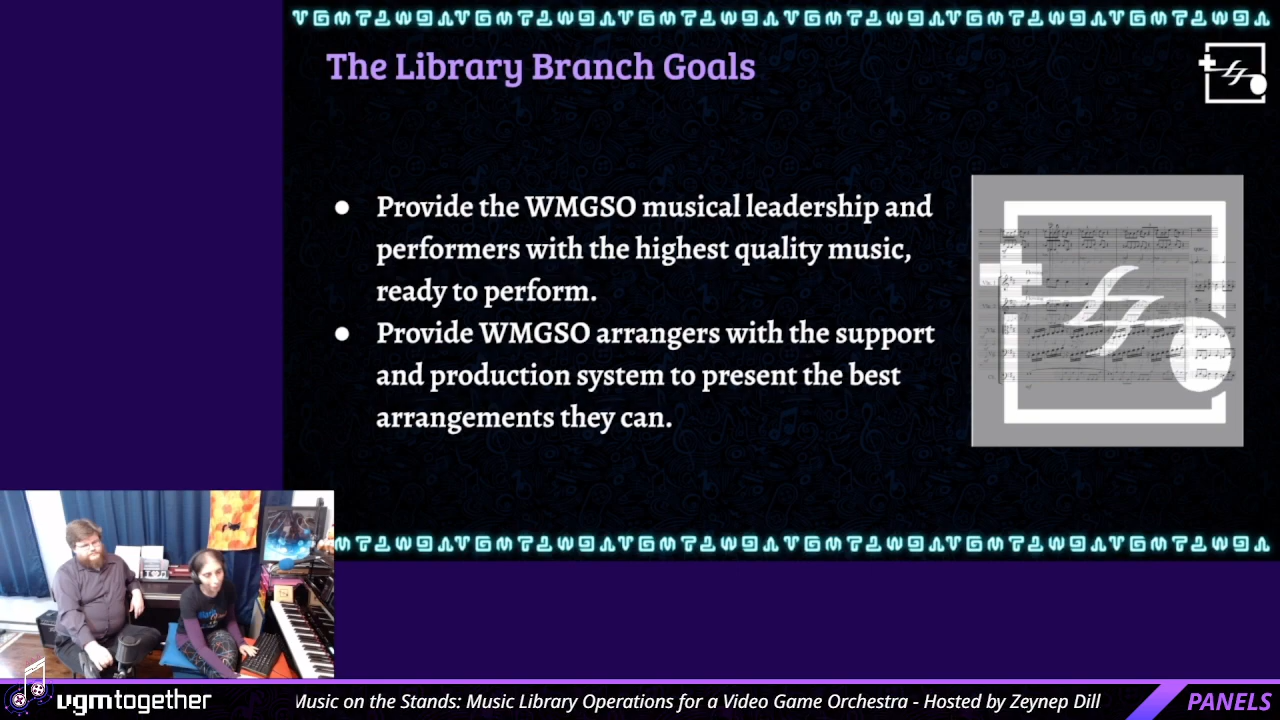 The Library Branch Goals
● Provide the WMGSO musical leadership and
performers with the highest quality music,
ready to perform.
● Provide WMGSO arrangers with the support
and production system to present the best
arrangements they can.
vgmtogether
Music on the Stands: Music Library Operations for a Video Game Orchestra - Hosted by Zeynep Dill
PANELS